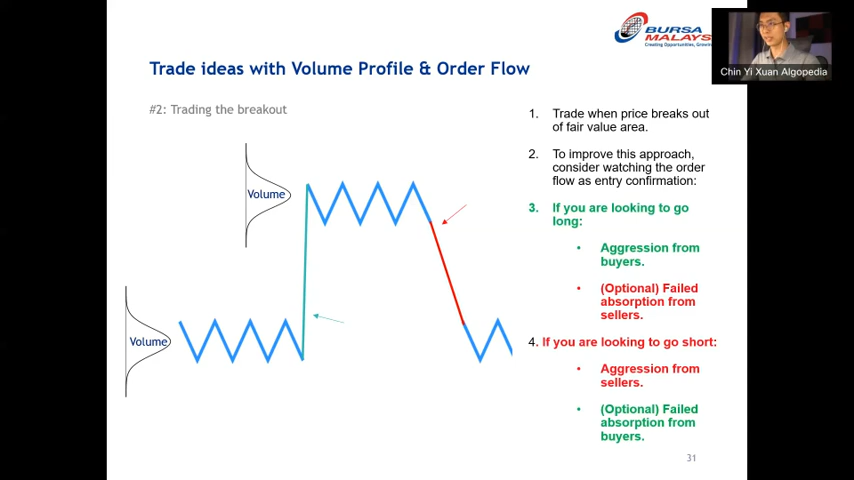 BURSA
MALAYS
Creating Opportunities, Growin
Chin Yi Xuan Algopedia
Trade ideas with Volume Profile & Order Flow
#2: Trading the breakout
Volume
Volume
1. Trade when price breaks out
of fair value area.
2. To improve this approach,
consider watching the order
flow as entry confirmation:
3. If you are looking to go
long:
• Aggression from
buyers.
• (Optional) Failed
absorption from
sellers.
4. If you are looking to go short:
• Aggression from
sellers.
• (Optional) Failed
absorption from
buyers.
31